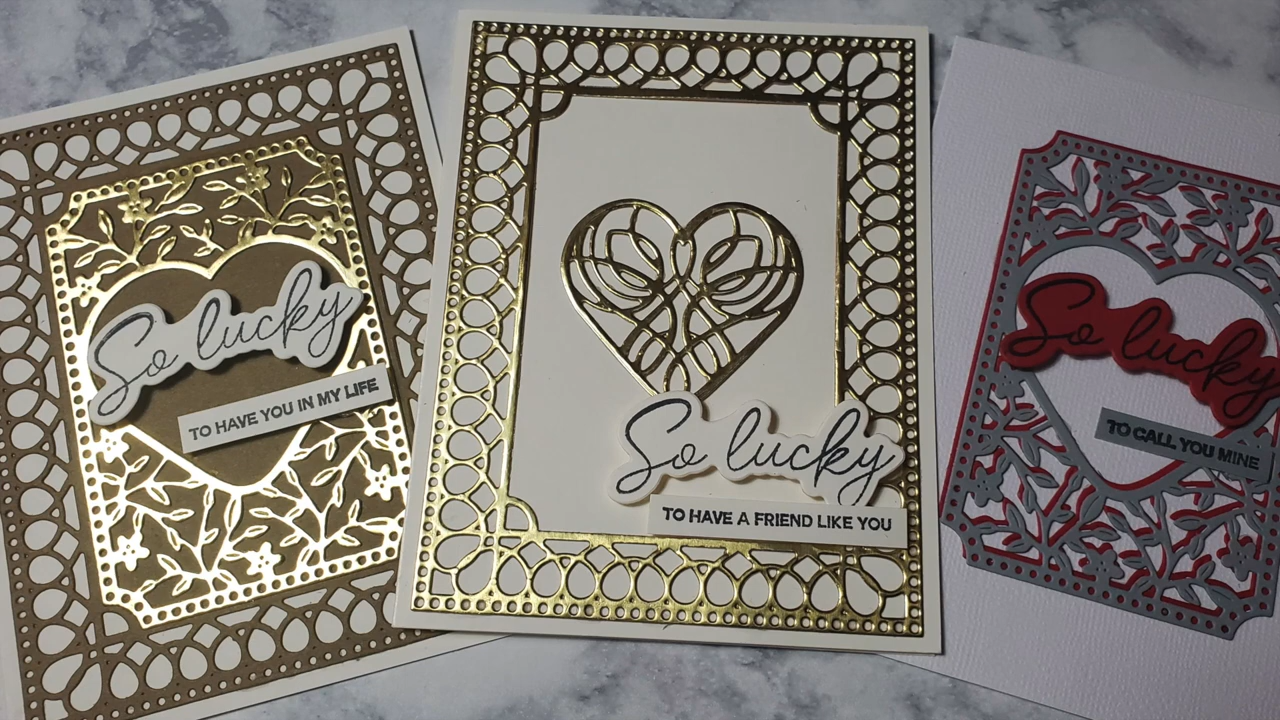 So lucky
TO HAVE YOU IN MY LIFE
So lucky
TO HAVE A FRIEND LIKE YOU
So lucky
TO CALL YOU MINE